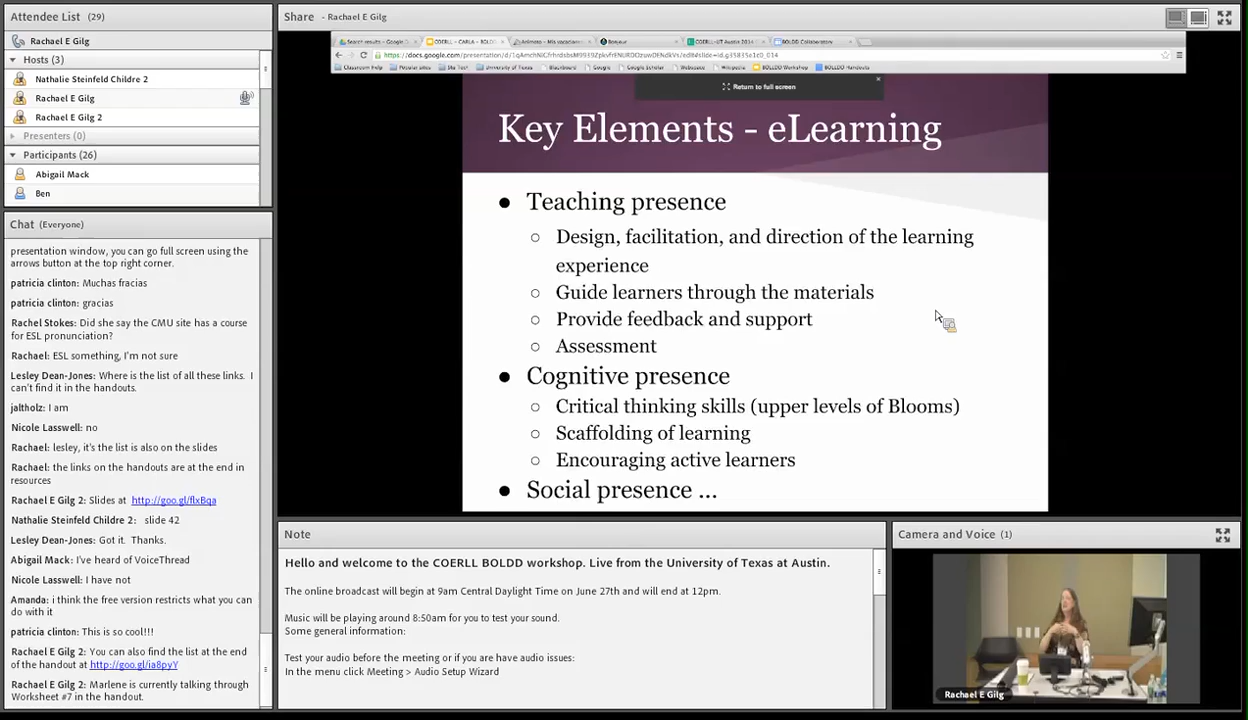 Attendee List (29)
Rachael E Gilg
Hosts (3)
Nathalie Steinfeld Childre 2
Rachael E Gilg
Rachael E Gilg 2
Presenters (0)
Participants (26)
Abigail Mack
Ben
Chat (Everyone)
presentation window, you can go full screen using the
arrows button at the top right corner.
patricia clinton: Muchas fracias
patricia clinton: gracias
Rachel Stokes: Did she say the CMU site has a course
for ESL pronunciation?
Rachael: ESL something, I'm not sure
Lesley Dean-Jones: Where is the list of all these links. I
can't find it in the handouts.
jaltholz: I am
Nicole Lasswell: no
Rachael: lesley, it's the list is also on the slides
Rachael: the links on the handouts are at the end in
resources
Rachael E Gilg 2: Slides at http://goo.gl/flxBqa
Nathalie Steinfeld Childre 2: slide 42
Lesley Dean-Jones: Got it. Thanks.
Abigail Mack: I've heard of VoiceThread
Nicole Lasswell: I have not
Amanda: i think the free version restricts what you can
do with it
patricia clinton: This is so cool!!!
Rachael E Gilg 2: You can also find the list at the end
of the handout at http://goo.gl/ia8pyY
Rachael E Gilg 2: Marlene is currently talking through
Worksheet #7 in the handout.
Share - Rachael E Gilg
Return to full screen
Key Elements - eLearning
● Teaching presence
○ Design, facilitation, and direction of the learning
experience
○ Guide learners through the materials
○ Provide feedback and support
○ Assessment
● Cognitive presence
○ Critical thinking skills (upper levels of Blooms)
○ Scaffolding of learning
○ Encouraging active learners
● Social presence ...
Note
Hello and welcome to the COERLL BOLDD workshop. Live from the University of Texas at Austin.
The online broadcast will begin at 9am Central Daylight Time on June 27th and will end at 12pm.
Music will be playing around 8:50am for you to test your sound.
Some general information:
Test your audio before the meeting or if you are have audio issues:
In the menu click Meeting > Audio Setup Wizard
Camera and Voice (1)
Rachael E Gilg